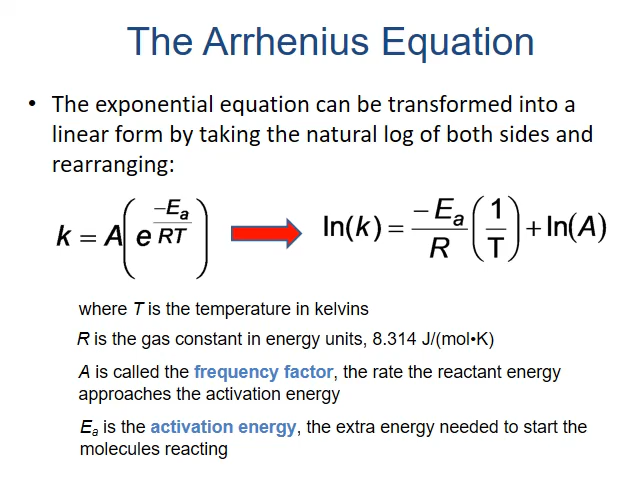 The Arrhenius Equation
• The exponential equation can be transformed into a
linear form by taking the natural log of both sides and
rearranging:
k = A(e^(−Ea/RT)) ln(k) = −Ea/R (1/T) + ln(A)
where T is the temperature in kelvins
R is the gas constant in energy units, 8.314 J/(mol•K)
A is called the frequency factor, the rate the reactant energy
approaches the activation energy
Ea is the activation energy, the extra energy needed to start the
molecules reacting